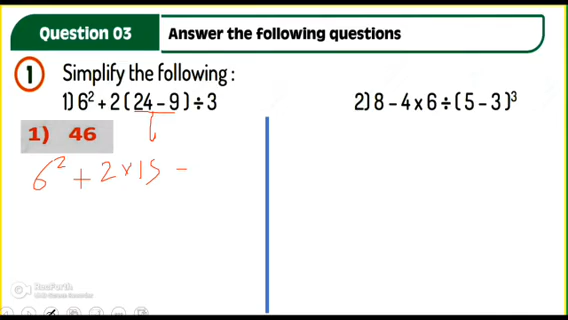 Question 03 Answer the following questions
1 Simplify the following :
1) 6² + 2 ( 24 – 9 ) ÷ 3
1) 46
6² + 2 × 15 –
2) 8 – 4 x 6 ÷ ( 5 – 3 )³